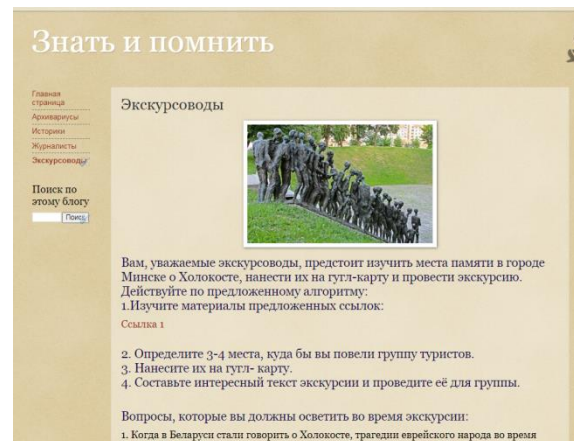 Знать и помнить
Главная
страница
Архивариусы
Историки
Журналисты
Экскурсоводы
Поиск по
этому блогу
Поиск
Экскурсоводы
Вам, уважаемые экскурсоводы, предстоит изучить места памяти в городе
Минске о Холокосте, нанести их на гугл-карту и провести экскурсию.
Действуйте по предложенному алгоритму:
1.Изучите материалы предложенных ссылок:
Ссылка 1
2. Определите 3-4 места, куда бы вы повели группу туристов.
3. Нанесите их на гугл- карту.
4. Составьте интересный текст экскурсии и проведите её для группы.
Вопросы, которые вы должны осветить во время экскурсии:
1. Когда в Беларуси стали говорить о Холокосте, трагедии еврейского народа во время